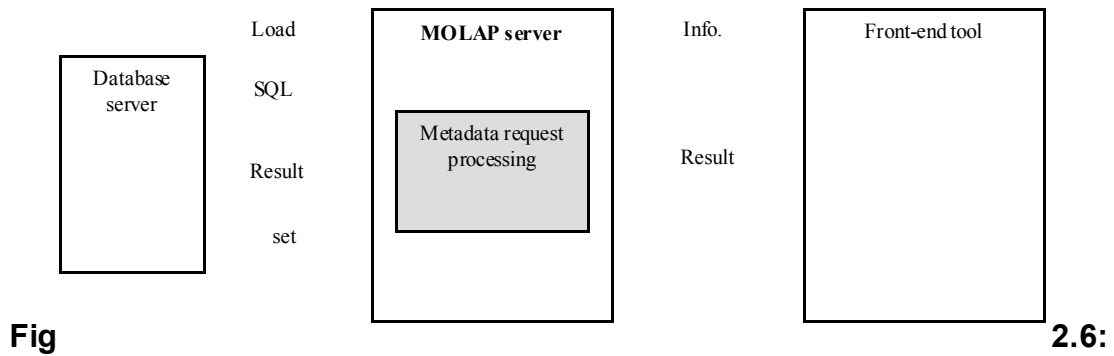 Load
MOLAP server
Info.
Front-end tool
Database
server
SQL
Metadata request
processing
Result
Result
set
Fig 2.6: